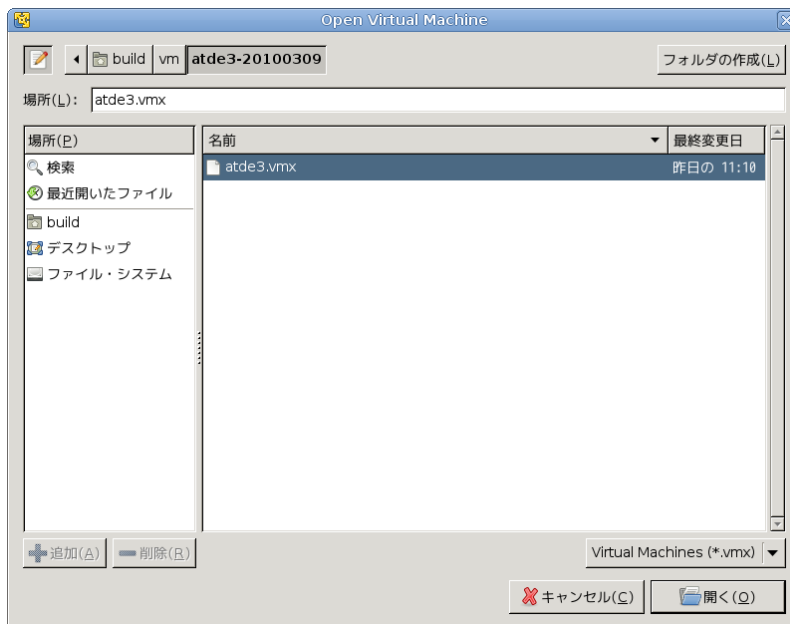 Open Virtual Machine
build vm atde3-20100309 フォルダの作成(L)
場所(L): atde3.vmx
場所(P) 名前 最終変更日
検索 atde3.vmx 昨日の 11:10
最近開いたファイル
build
デスクトップ
ファイル・システム
追加(A) 削除(R) Virtual Machines (*.vmx)
キャンセル(C) 開く(O)